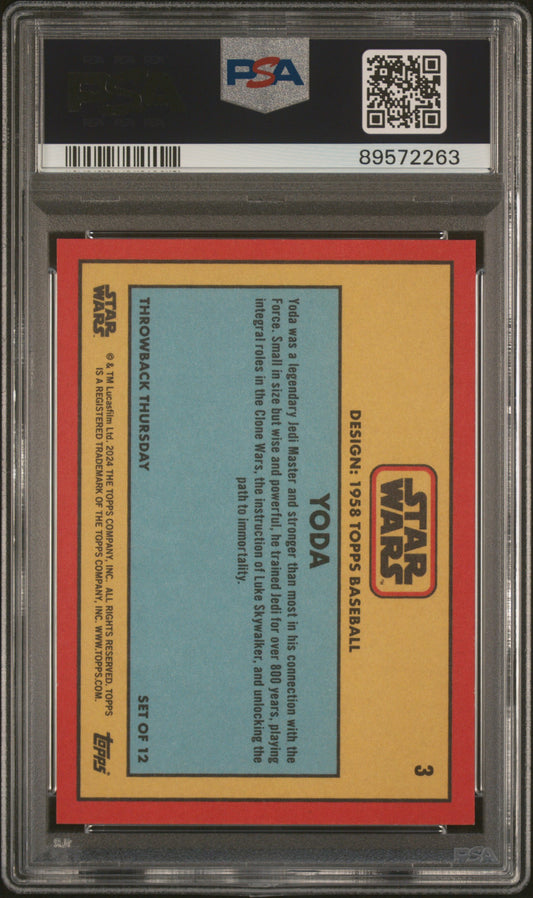 PSA
PSA
89572263
3
STAR
WARS
DESIGN: 1958 TOPPS BASEBALL
YODA
Yoda was a legendary Jedi Master and stronger than most in his connection with the
Force. Small in size but wise and powerful, he trained Jedi for over 800 years, playing
integral roles in the Clone Wars, the instruction of Luke Skywalker, and unlocking the
path to immortality.
THROWBACK THURSDAY
SET OF 12
STAR
WARS
® & TM Lucasfilm Ltd. 2024 THE TOPPS COMPANY, INC. ALL RIGHTS RESERVED. TOPPS
IS A REGISTERED TRADEMARK OF THE TOPPS COMPANY, INC. WWW.TOPPS.COM.
topps
PSA